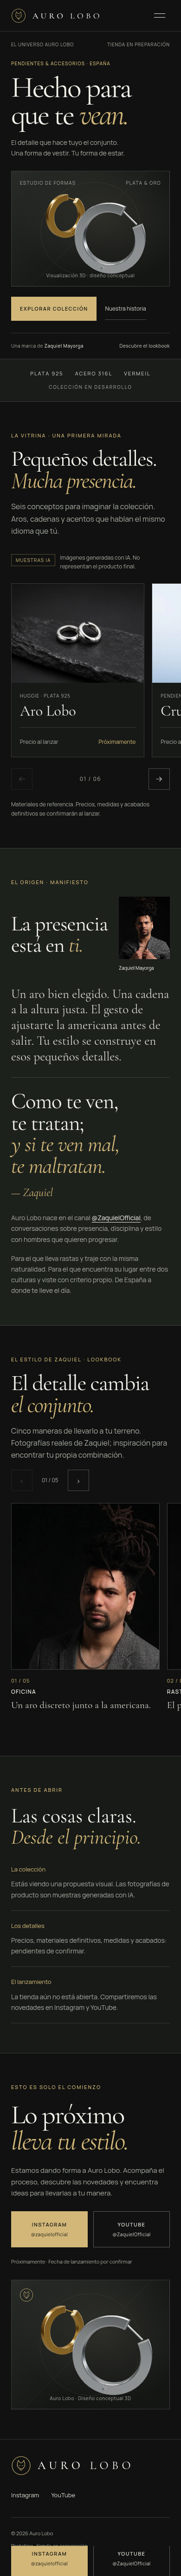 AURO LOBO
EL UNIVERSO AURO LOBO
TIENDA EN PREPARACIÓN
PENDIENTES & ACCESORIOS · ESPAÑA
Hecho para
que te vean.
El detalle que hace tuyo el conjunto.
Una forma de vestir. Tu forma de estar.
ESTUDIO DE FORMAS
PLATA & ORO
Visualización 3D · diseño conceptual
EXPLORAR COLECCIÓN
Nuestra historia
Una marca de Zaquiel Mayorga
Descubre el lookbook
PLATA 925 ACERO 316L VERMEIL
COLECCIÓN EN DESARROLLO
LA VITRINA · UNA PRIMERA MIRADA
Pequeños detalles.
Mucha presencia.
Seis conceptos para imaginar la colección.
Aros, cadenas y acentos que hablan el mismo
idioma que tú.
MUESTRAS IA
Imágenes generadas con IA. No
representan el producto final.
HUGGIE · PLATA 925
Aro Lobo
Precio al lanzar
Próximamente
PENDIEN
Cru
Precio a
← 01 / 06 →
Materiales de referencia. Precios, medidas y acabados
definitivos se confirmarán al lanzar.
EL ORIGEN · MANIFIESTO
La presencia
está en ti.
Zaquiel Mayorga
Un aro bien elegido. Una cadena
a la altura justa. El gesto de
ajustarte la americana antes de
salir. Tu estilo se construye en
esos pequeños detalles.
Como te ven,
te tratan;
y si te ven mal,
te maltratan.
— Zaquiel
Auro Lobo nace en el canal @ZaquielOfficial, de
conversaciones sobre presencia, disciplina y estilo
con hombres que quieren progresar.
Para el que lleva rastas y traje con la misma
naturalidad. Para el que encuentra su lugar entre dos
culturas y viste con criterio propio. De España a
donde te lleve el día.
EL ESTILO DE ZAQUIEL · LOOKBOOK
El detalle cambia
el conjunto.
Cinco maneras de llevarlo a tu terreno.
Fotografías reales de Zaquiel; inspiración para
encontrar tu propia combinación.
‹ 01 / 05 ›
01 / 05
OFICINA
Un aro discreto junto a la americana.
02 /
RAST
El p
ANTES DE ABRIR
Las cosas claras.
Desde el principio.
La colección
Estás viendo una propuesta visual. Las fotografías de
producto son muestras generadas con IA.
Los detalles
Precios, materiales definitivos, medidas y acabados:
pendientes de confirmar.
El lanzamiento
La tienda aún no está abierta. Compartiremos las
novedades en Instagram y YouTube.
ESTO ES SOLO EL COMIENZO
Lo próximo
lleva tu estilo.
Estamos dando forma a Auro Lobo. Acompaña el
proceso, descubre las novedades y encuentra
ideas para llevarlas a tu manera.
INSTAGRAM
@zaquielofficial
YOUTUBE
@ZaquielOfficial
Próximamente · Fecha de lanzamiento por confirmar
Auro Lobo · Diseño conceptual 3D
AURO LOBO
Instagram YouTube
© 2026 Auro Lobo
INSTAGRAM
@zaquielofficial
YOUTUBE
@ZaquielOfficial